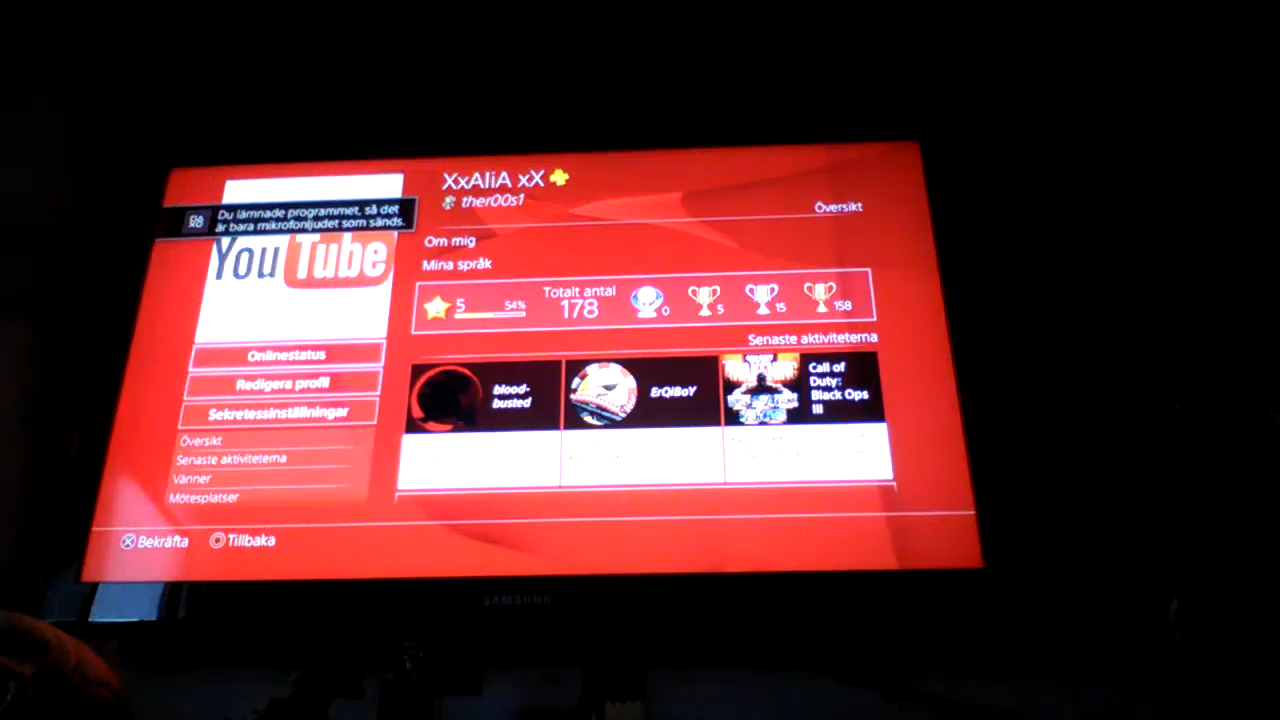 XxAliA xX
ther00s1
Översikt
Du lämnade programmet, så det
är bara mikrofonljudet som sänds.
YouTube
Om mig
Mina språk
5
54%
Totalt antal
178
0
5
15
158
Senaste aktiviteterna
Onlinestatus
Redigera profil
Sekretessinställningar
blood-
busted
ErQiBoY
Call of
Duty:
Black Ops
III
Översikt
Senaste aktiviteterna
Vänner
Mötesplatser
Bekräfta
Tillbaka
SAMSUNG